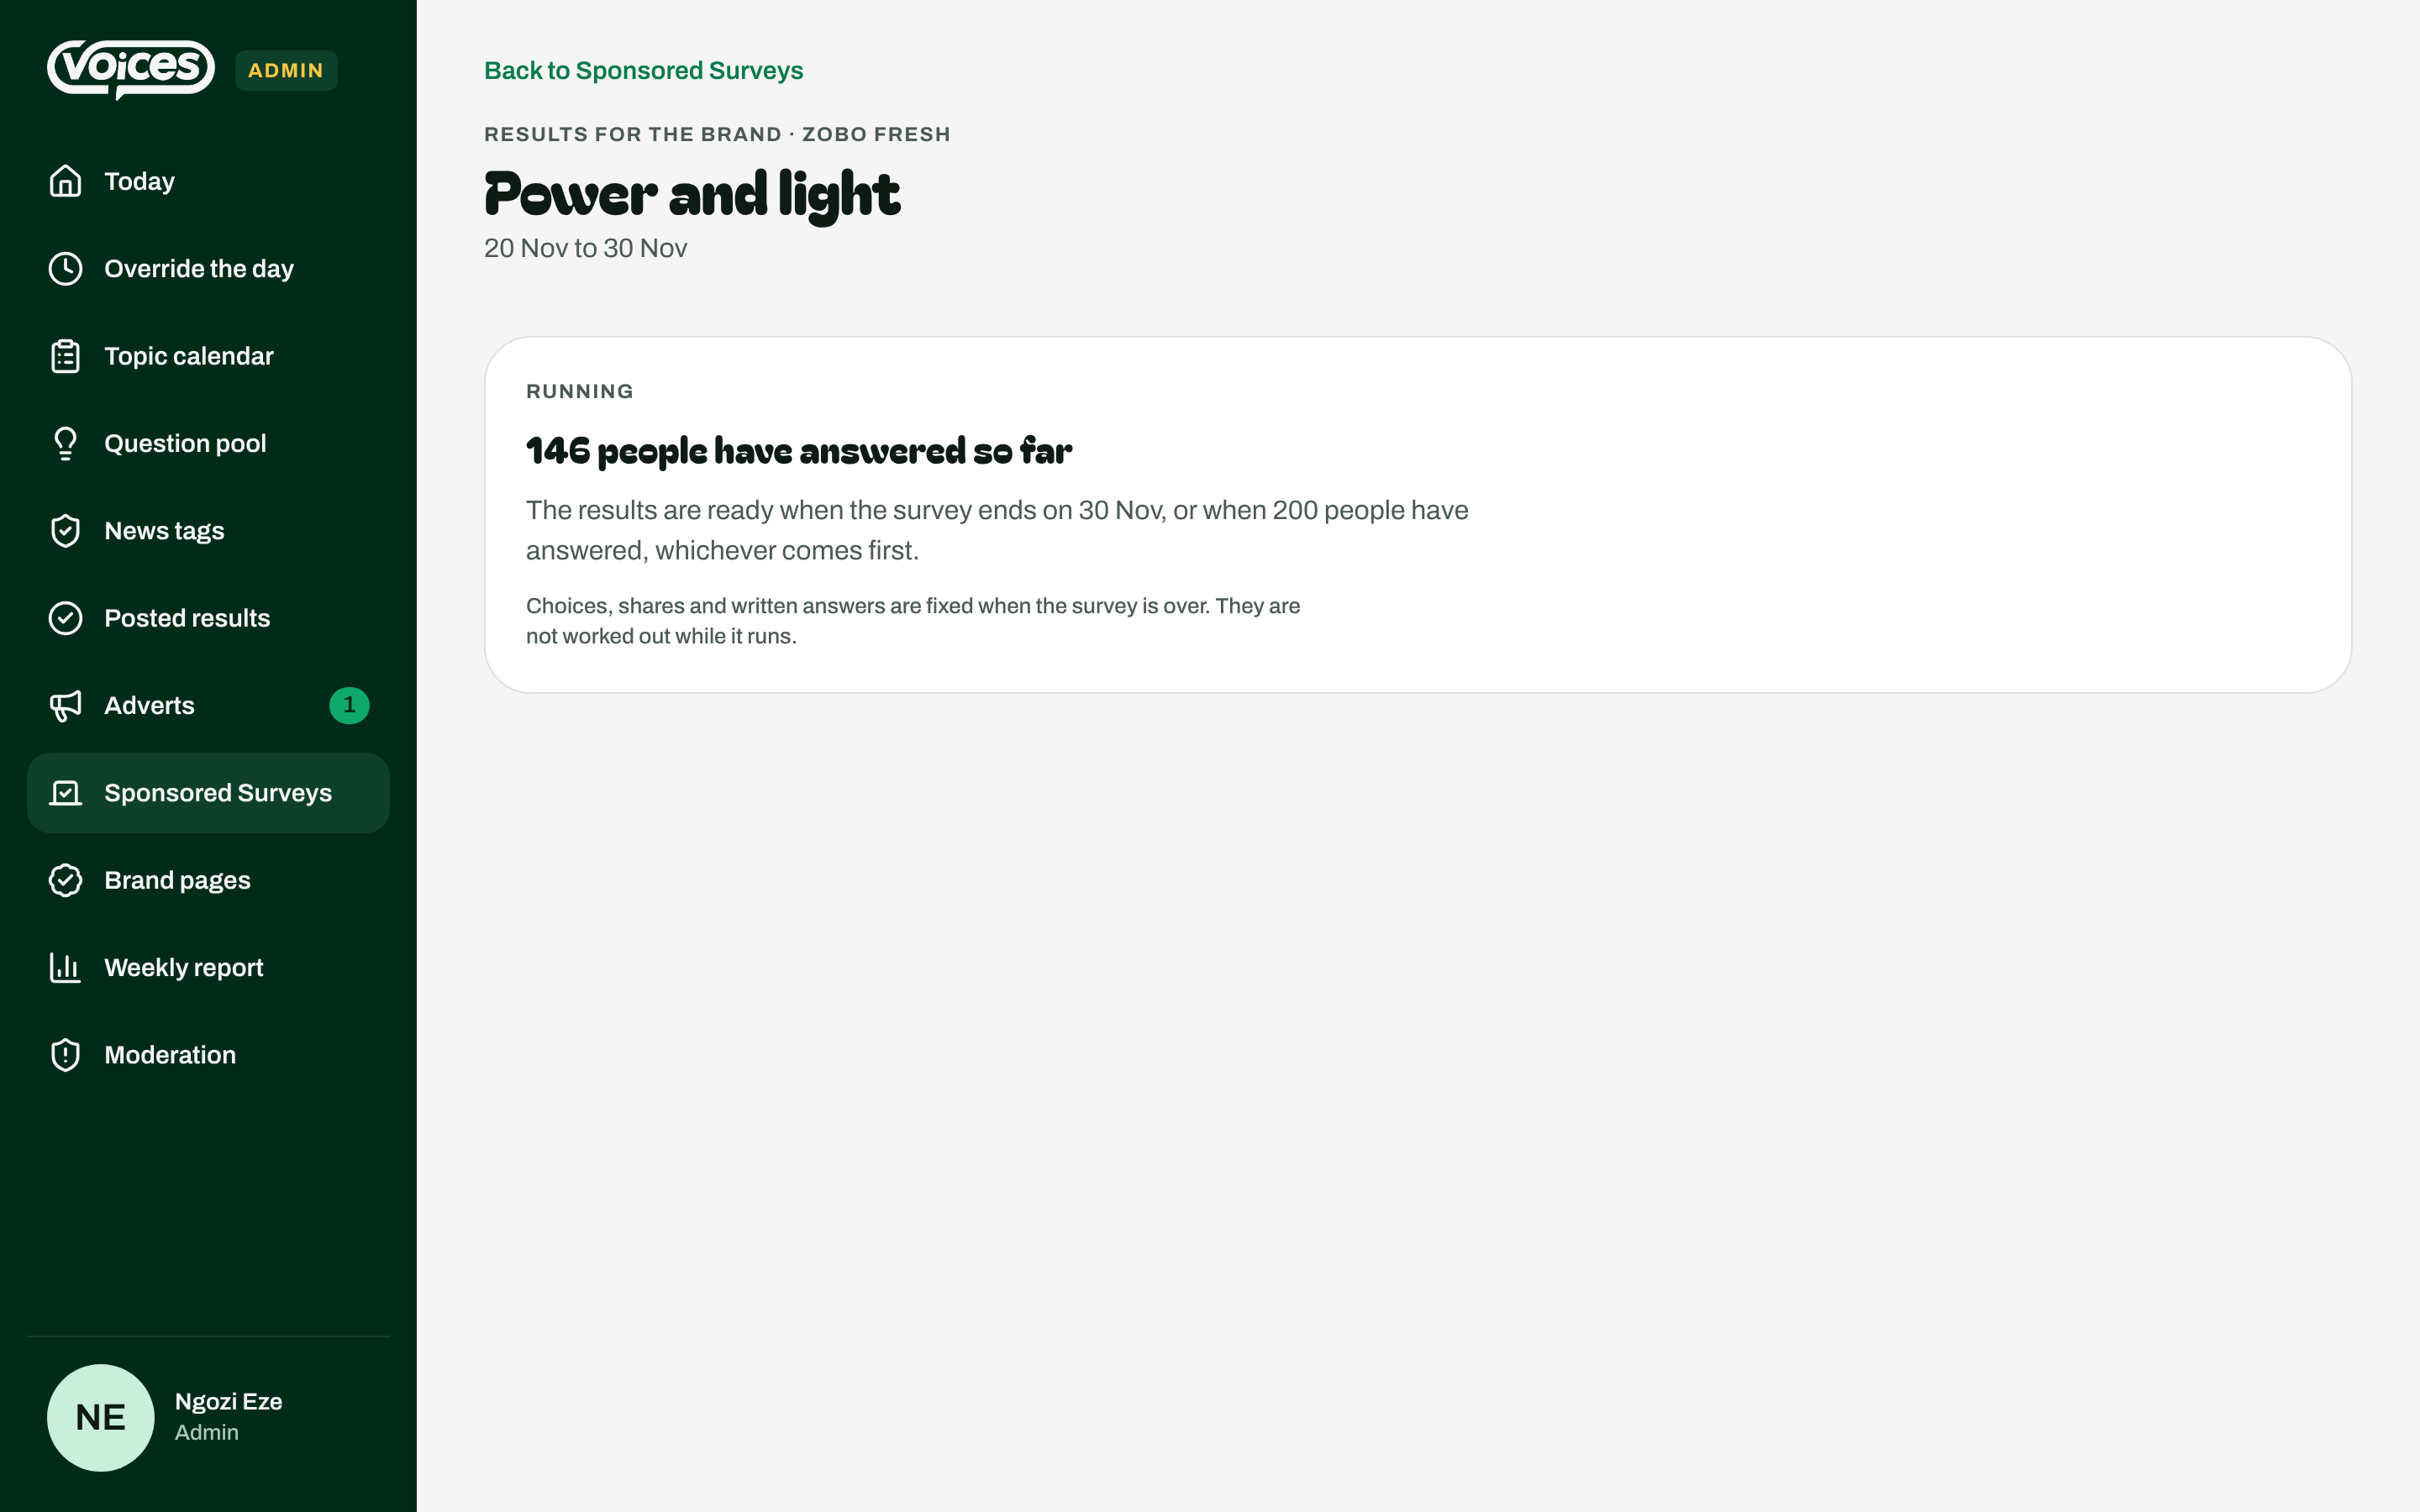 voices
ADMIN
Today
Override the day
Topic calendar
Question pool
News tags
Posted results
Adverts
1
Sponsored Surveys
Brand pages
Weekly report
Moderation
NE
Ngozi Eze
Admin
Back to Sponsored Surveys
RESULTS FOR THE BRAND · ZOBO FRESH
Power and light
20 Nov to 30 Nov
RUNNING
146 people have answered so far
The results are ready when the survey ends on 30 Nov, or when 200 people have
answered, whichever comes first.
Choices, shares and written answers are fixed when the survey is over. They are
not worked out while it runs.